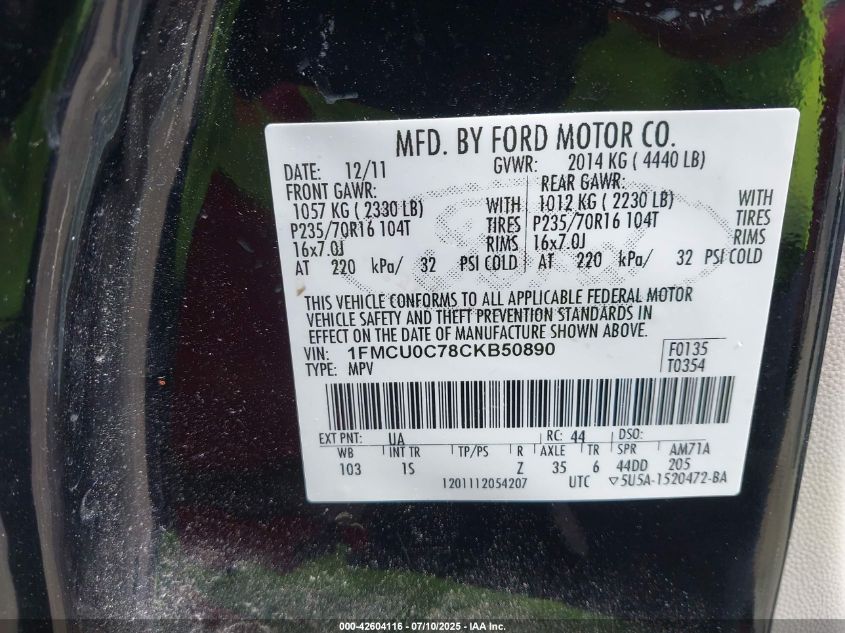 MFD. BY FORD MOTOR CO.
DATE: 12/11 GVWR: 2014 KG ( 4440 LB)
FRONT GAWR: REAR GAWR:
1057 KG ( 2330 LB) WITH 1012 KG ( 2230 LB) WITH
P235/70R16 104T TIRES P235/70R16 104T TIRES
16x7.0J RIMS 16x7.0J RIMS
AT 220 kPa/ 32 PSI COLD AT 220 kPa/ 32 PSI COLD
THIS VEHICLE CONFORMS TO ALL APPLICABLE FEDERAL MOTOR
VEHICLE SAFETY AND THEFT PREVENTION STANDARDS IN
EFFECT ON THE DATE OF MANUFACTURE SHOWN ABOVE.
VIN: 1FMCU0C78CKB50890 F0135
TYPE: MPV T0354
EXT PNT: UA RC: 44 DSO:
WB INT TR TP/PS R AXLE TR SPR AM71A
103 1S Z 35 6 44DD 205
1201112054207 UTC ▽5U5A-1520472-BA
000-42604116 - 07/10/2025 - IAA Inc.